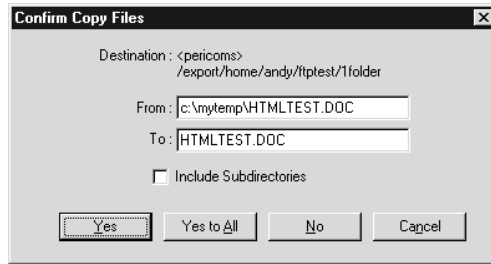 Confirm Copy Files
Destination : <pericoms>
/export/home/andy/ftptest/1folder
From : c:\mytemp\HTMLTEST.DOC
To : HTMLTEST.DOC
Include Subdirectories
Yes Yes to All No Cancel